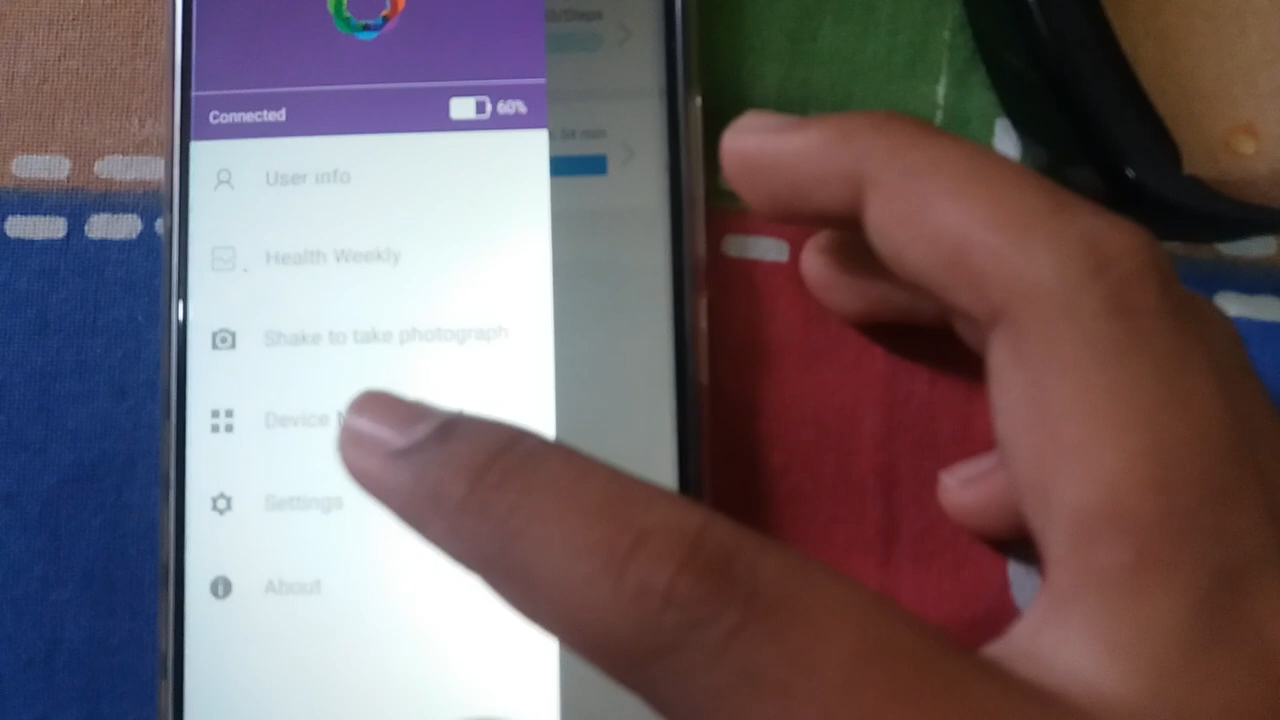 Connected 60%
User info
Health Weekly
Shake to take photograph
Device
Settings
About